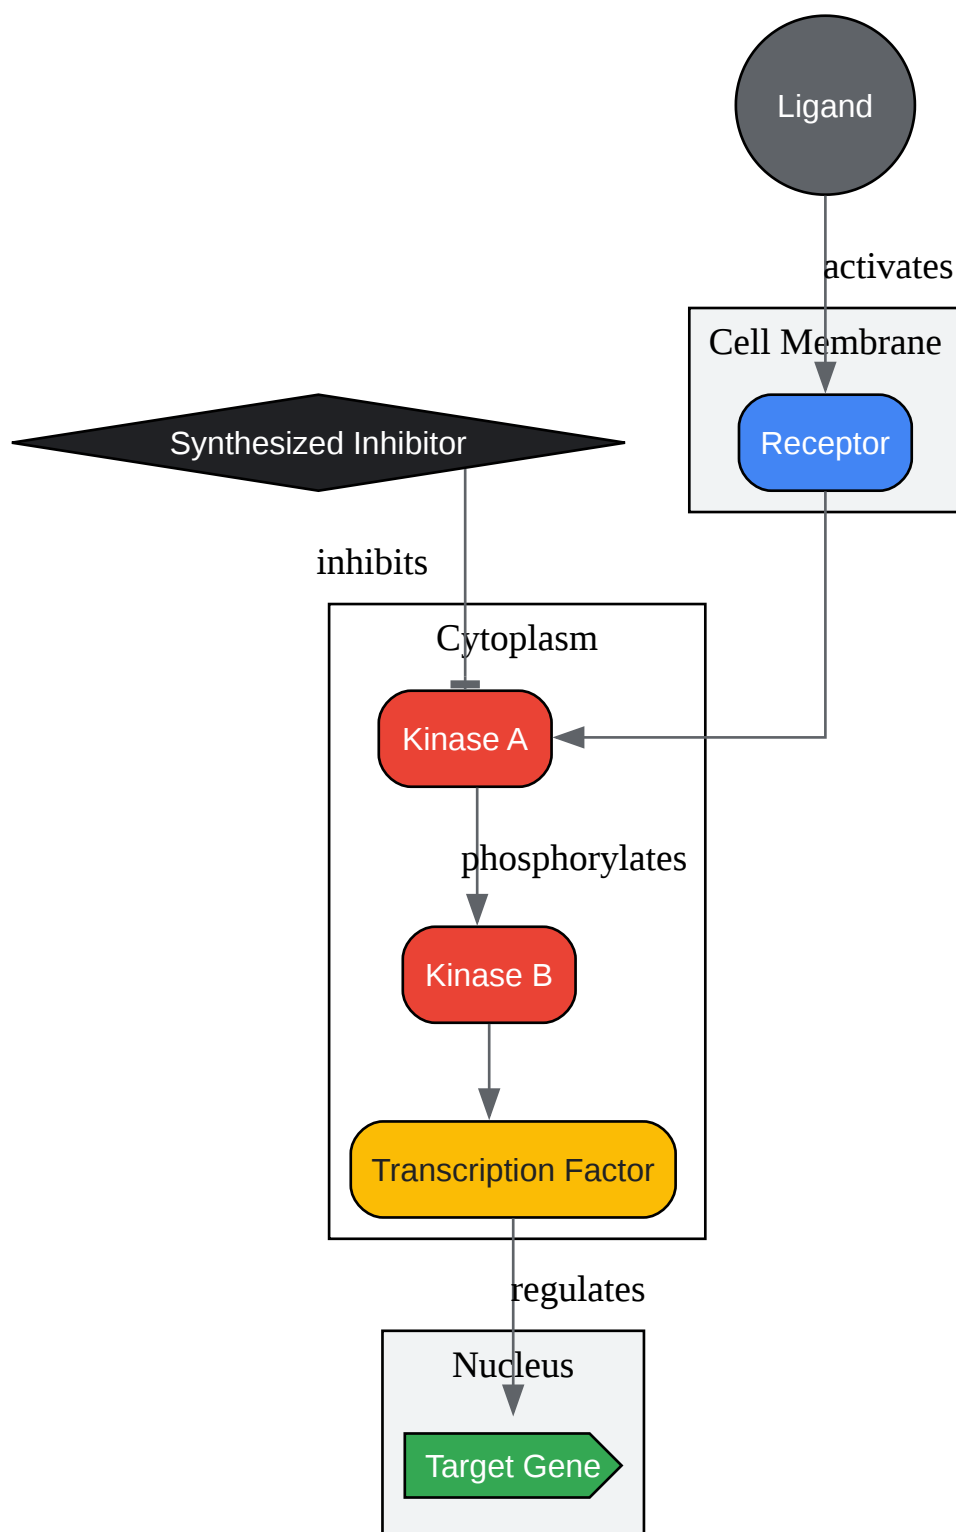 Ligand
activates
Cell Membrane
Receptor
Synthesized Inhibitor
inhibits
Cytoplasm
Kinase A
phosphorylates
Kinase B
Transcription Factor
regulates
Nucleus
Target Gene